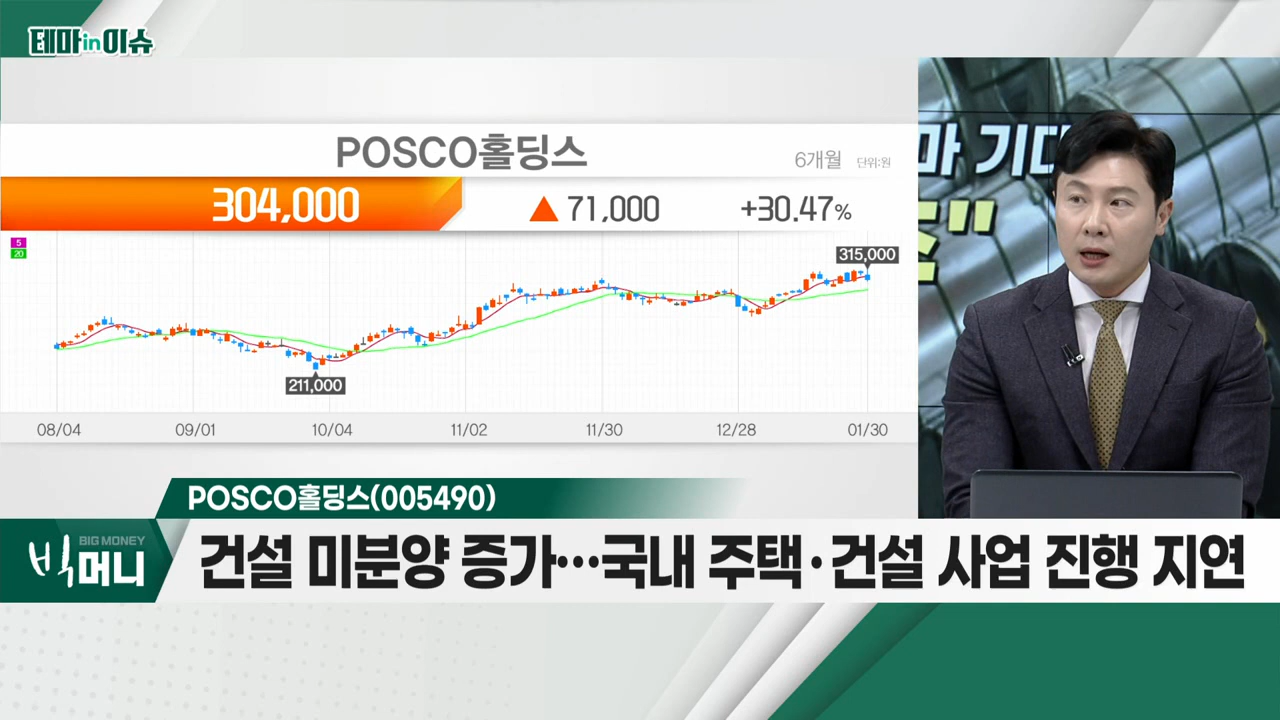 테마in이슈
POSCO홀딩스
6개월 단위:원
304,000 ▲ 71,000 +30.47%
5
20
315,000
211,000
08/04 09/01 10/04 11/02 11/30 12/28 01/30
마 기대
"
POSCO홀딩스(005490)
BIG MONEY
빅머니
건설 미분양 증가…국내 주택·건설 사업 진행 지연